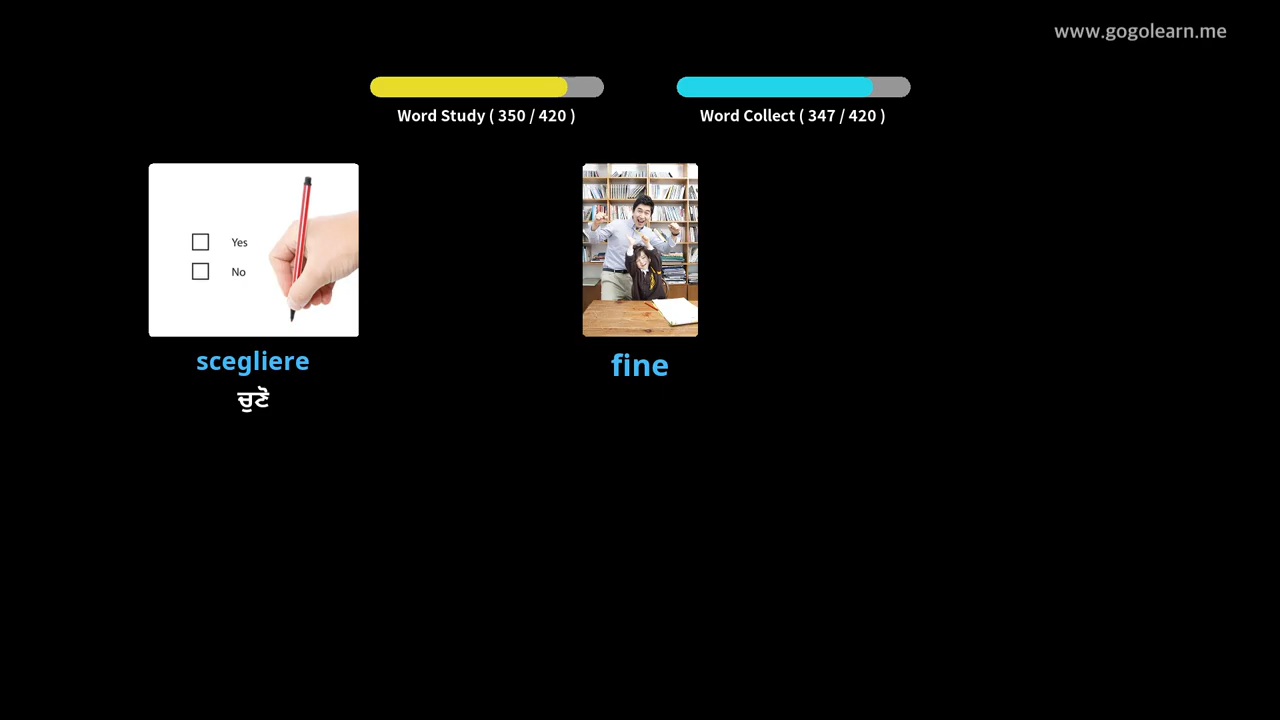 www.gogolearn.me
Word Study ( 350 / 420 )
Word Collect ( 347 / 420 )
Yes
No
scegliere
ਚੁਣੋ
fine